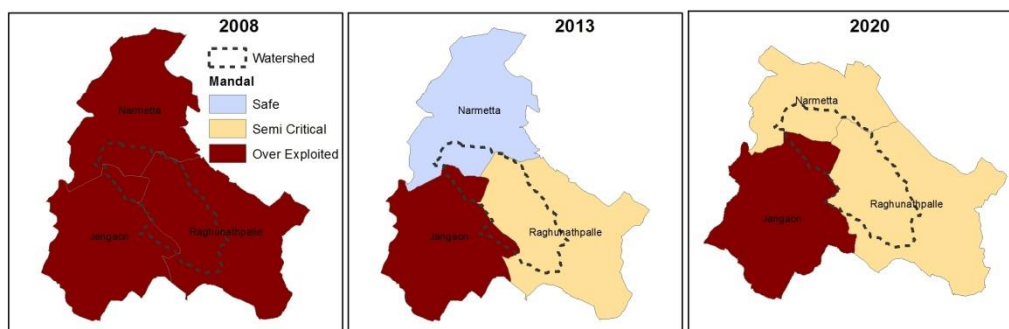 2008
Watershed
Mandal
Safe
Semi Critical
Over Exploited
Narmetta
Jangaon
Raghunathpalle
2013
Narmetta
Jangaon
Raghunathpalle
2020
Narmetta
Jangaon
Raghunathpalle